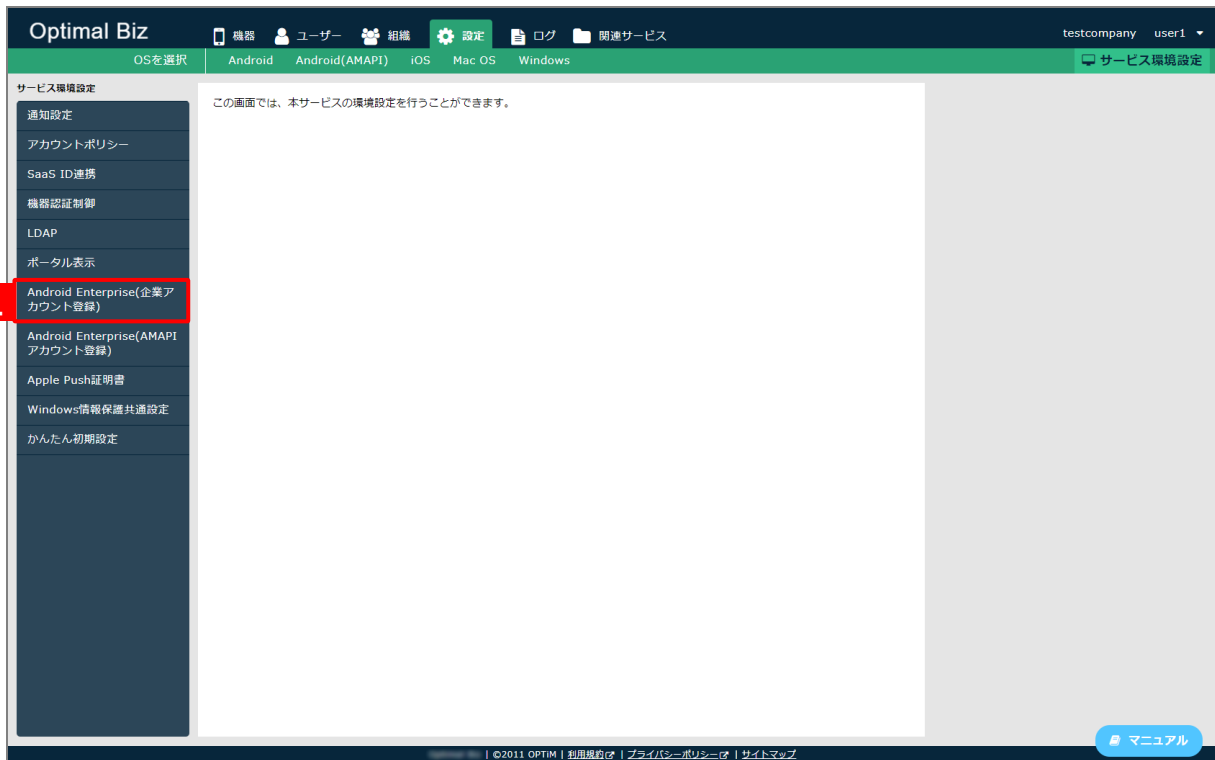 Optimal Biz
機器 ユーザー 組織 設定 ログ 関連サービス
testcompany user1
OSを選択 Android Android(AMAPI) iOS Mac OS Windows
サービス環境設定
サービス環境設定
この画面では、本サービスの環境設定を行うことができます。
通知設定
アカウントポリシー
SaaS ID連携
機器認証制御
LDAP
ポータル表示
Android Enterprise(企業ア
カウント登録)
Android Enterprise(AMAPI
アカウント登録)
Apple Push証明書
Windows情報保護共通設定
かんたん初期設定
マニュアル
| ©2011 OPTiM | 利用規約 | プライバシーポリシー | サイトマップ